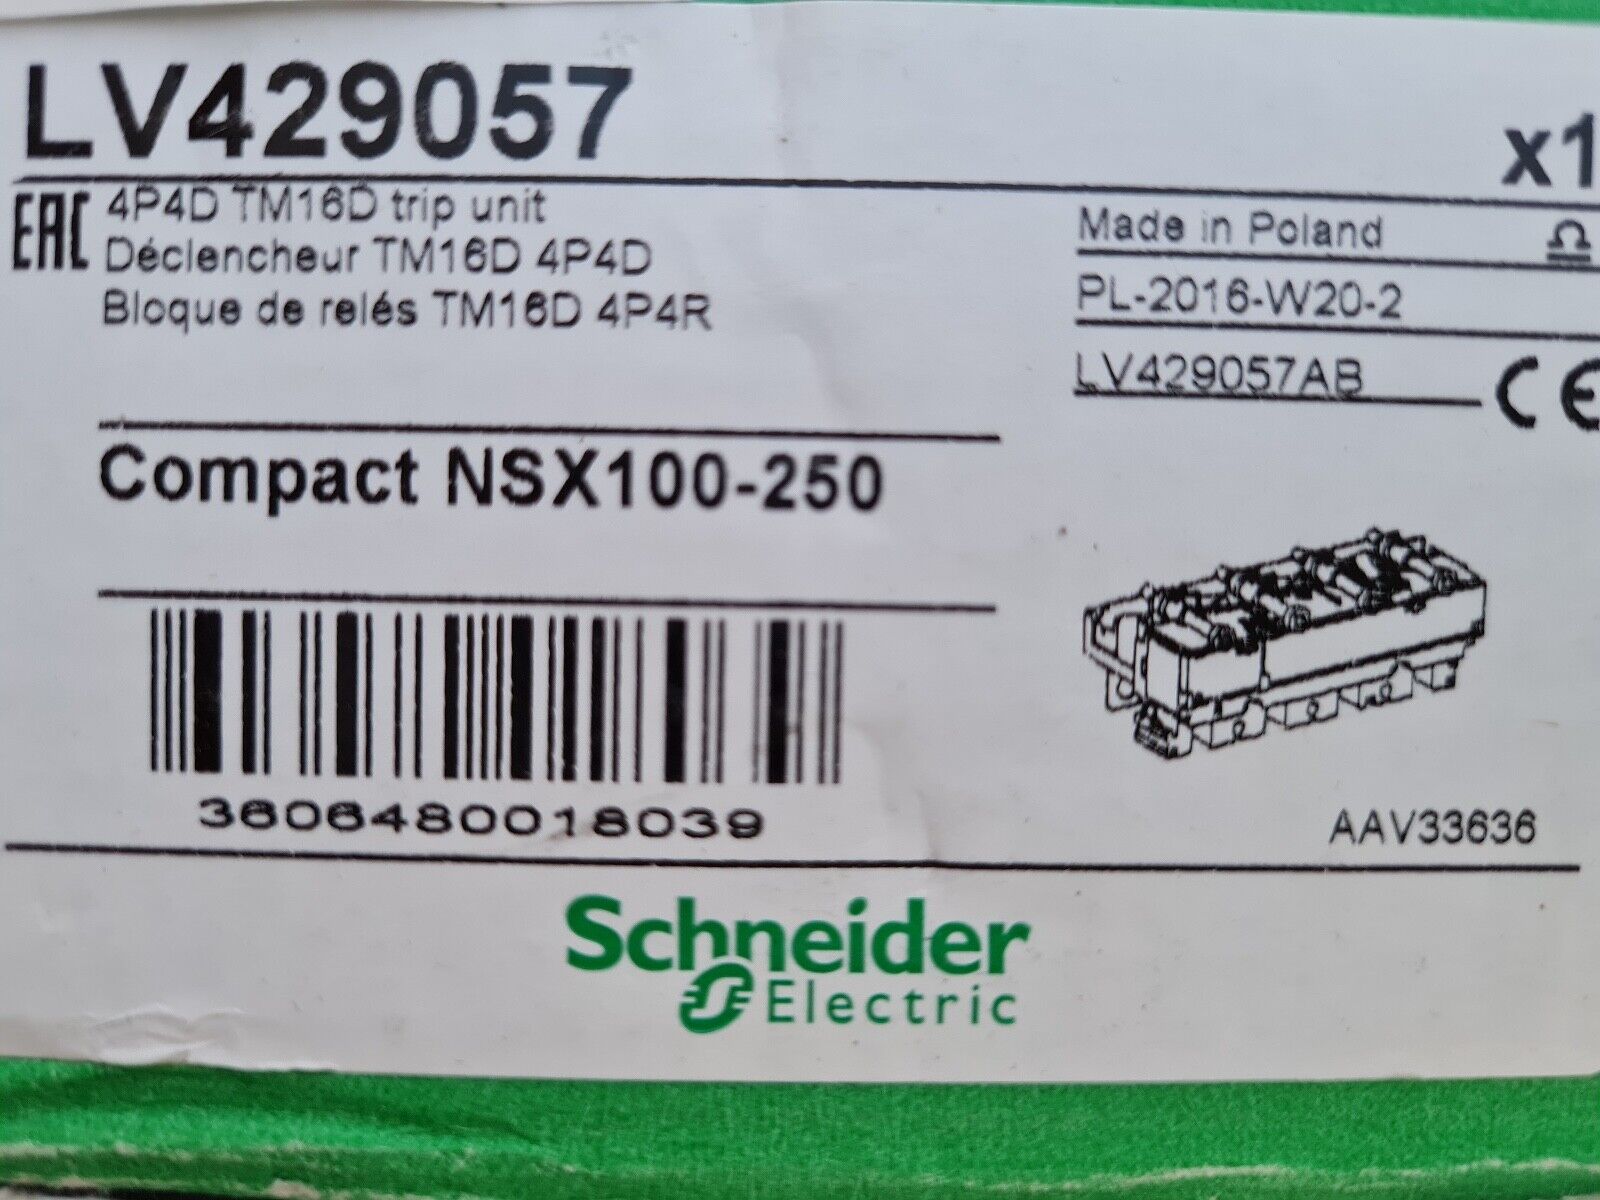 LV429057
x1
EAC
4P4D TM16D trip unit
Déclencheur TM16D 4P4D
Bloque de relés TM16D 4P4R
Made in Poland
PL-2016-W20-2
LV429057AB
CE
Compact NSX100-250
3606480018039
AAV33636
Schneider
Electric